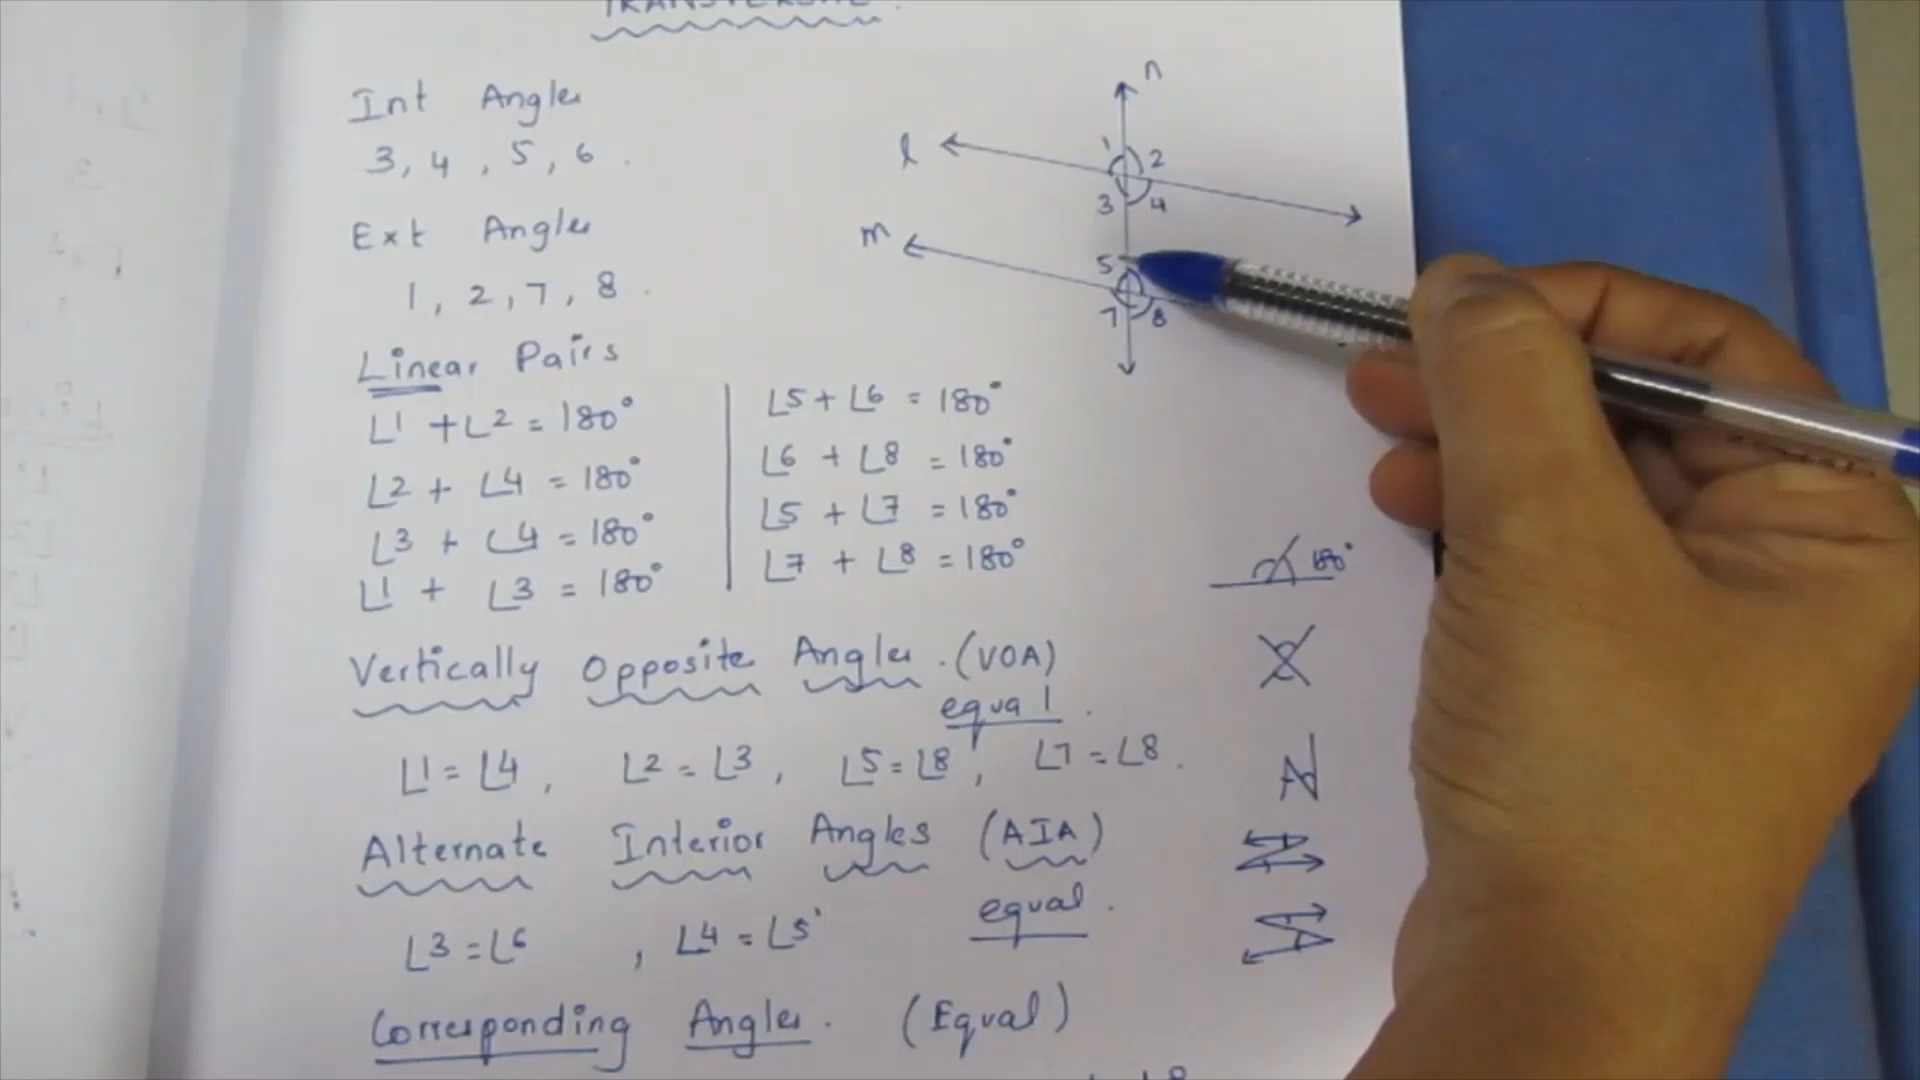 TRANSVERSAL.
Int Angles
3, 4, 5, 6.
Ext Angles
1, 2, 7, 8.
Linear Pairs
∠1 + ∠2 = 180°
∠2 + ∠4 = 180°
∠3 + ∠4 = 180°
∠1 + ∠3 = 180°
∠5 + ∠6 = 180°
∠6 + ∠8 = 180°
∠5 + ∠7 = 180°
∠7 + ∠8 = 180°
n
l
1 2
3 4
m
5
7 8
180°
Vertically Opposite Angles. (VOA)
equal.
∠1 = ∠4, ∠2 = ∠3, ∠5 = ∠8, ∠7 = ∠8.
Alternate Interior Angles (AIA)
equal.
∠3 = ∠6, ∠4 = ∠5
Corresponding Angles. (Equal)